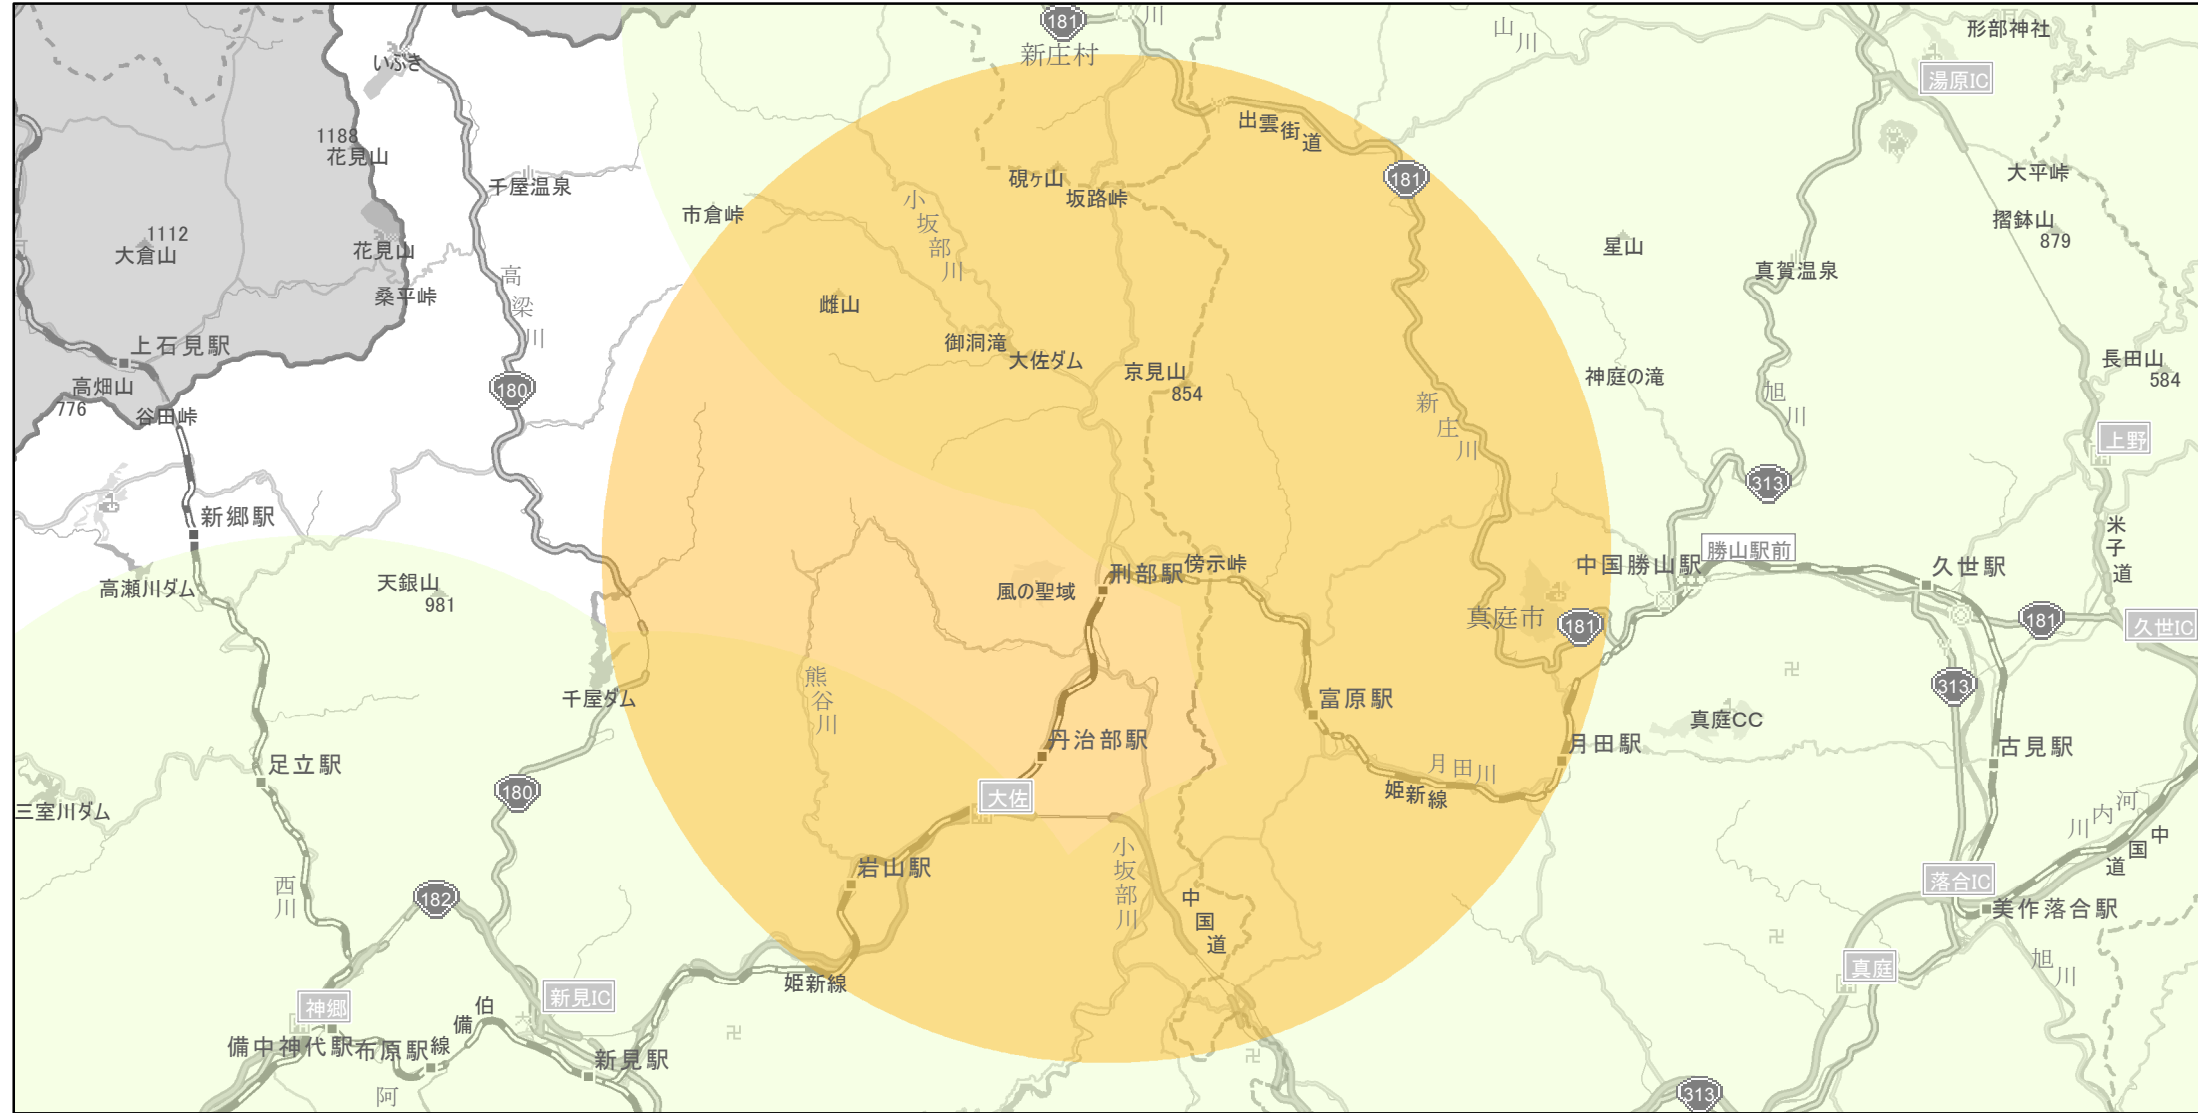 181
川
新庄村
山
川
形部神社
湯原IC
いぶき
1188
花見山
出雲街道
181
千屋温泉
硯ヶ山
坂路峠
大平峠
市倉峠
小坂部川
摺鉢山
879
1112
大倉山
花見山
星山
真賀温泉
高梁川
桑平峠
雌山
御洞滝
大佐ダム
京見山
854
上石見駅
高畑山
776
谷田峠
180
神庭の滝
旭川
長田山
584
新庄川
上野
313
新郷駅
米子道
高瀬川ダム
天銀山
981
風の聖域
刑部駅
傍示峠
中国勝山駅
勝山駅前
久世駅
真庭市
181
181
久世IC
熊谷川
千屋ダム
富原駅
313
真庭CC
丹治部駅
月田駅
古見駅
足立駅
180
大佐
月田川
姫新線
三室川ダム
河内川
中国道
小坂部川
岩山駅
西川
182
落合IC
美作落合駅
中国道
真庭
旭川
姫新線
新見IC
神郷
伯備線
備中神代駅
布原駅
新見駅
阿
313